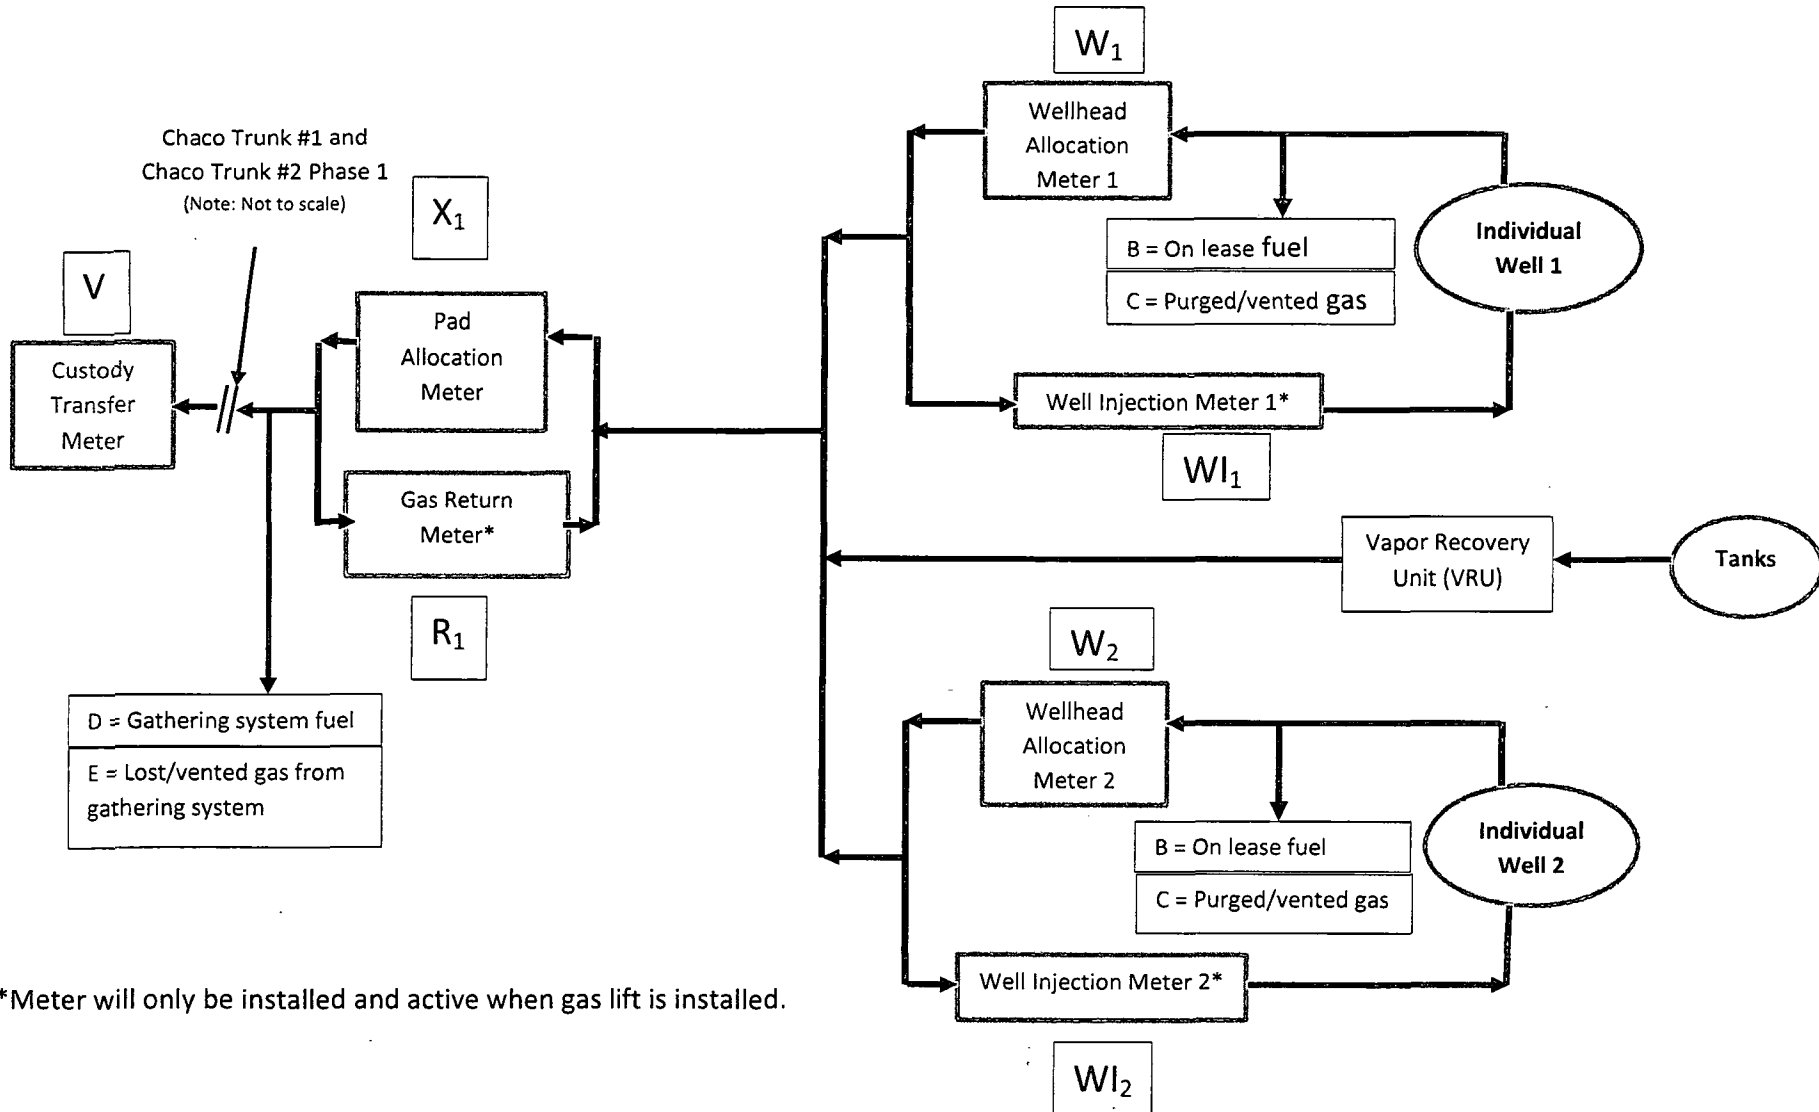 W₁
Wellhead
Allocation
Meter 1
Chaco Trunk #1 and
Chaco Trunk #2 Phase 1
(Note: Not to scale)
X₁
B = On lease fuel
C = Purged/vented gas
Individual
Well 1
V
Custody
Transfer
Meter
Pad
Allocation
Meter
Well Injection Meter 1*
WI₁
Gas Return
Meter*
R₁
Vapor Recovery
Unit (VRU)
Tanks
W₂
Wellhead
Allocation
Meter 2
D = Gathering system fuel
E = Lost/vented gas from
gathering system
B = On lease fuel
C = Purged/vented gas
Individual
Well 2
Well Injection Meter 2*
WI₂
*Meter will only be installed and active when gas lift is installed.